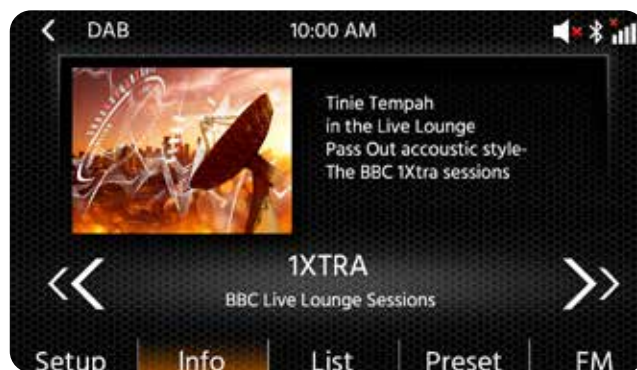 DAB
10:00 AM
Tinie Tempah
in the Live Lounge
Pass Out accoustic style-
The BBC 1Xtra sessions
1XTRA
BBC Live Lounge Sessions
Setup Info List Preset FM